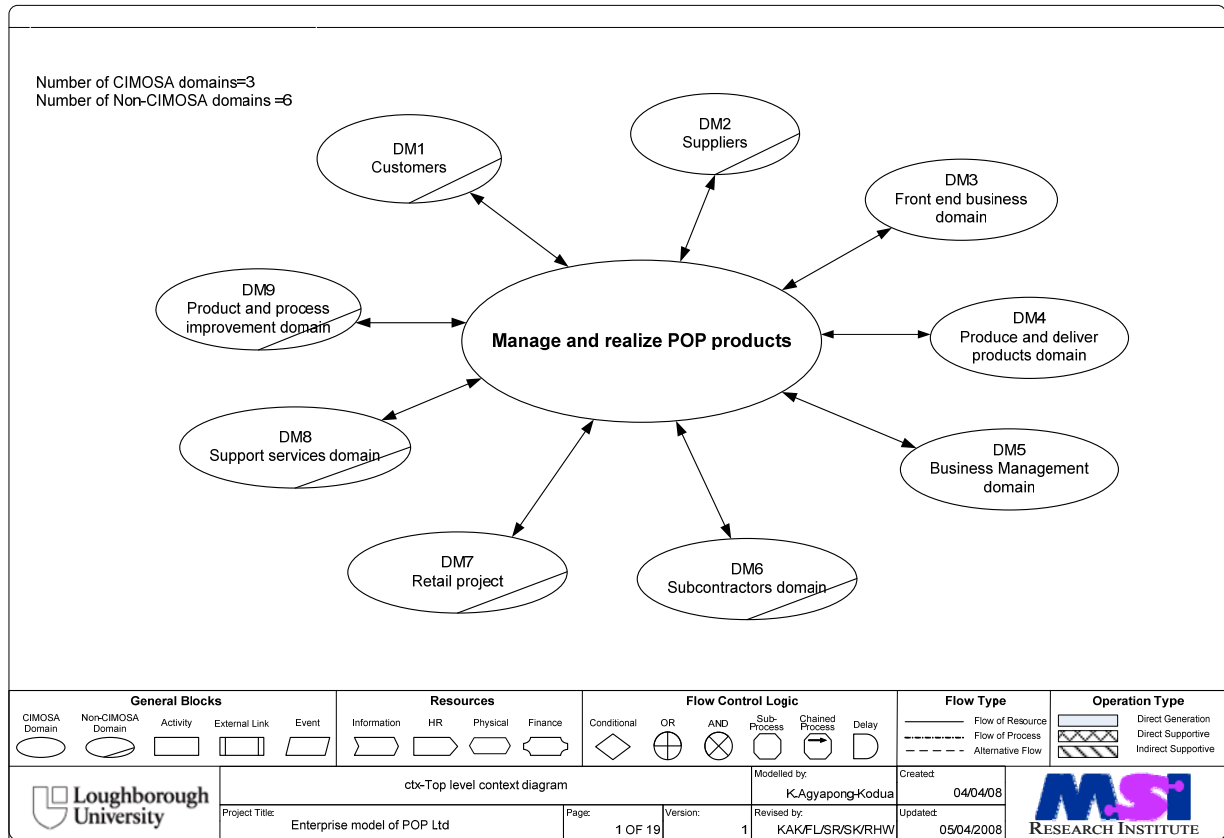 Number of CIMOSA domains=3
Number of Non-CIMOSA domains =6
DM1
Customers
DM2
Suppliers
DM3
Front end business
domain
DM9
Product and process
improvement domain
Manage and realize POP products
DM4
Produce and deliver
products domain
DM8
Support services domain
DM5
Business Management
domain
DM7
Retail project
DM6
Subcontractors domain
General Blocks
CIMOSA
Domain
Non-CIMOSA
Domain
Activity
External Link
Event
Resources
Information
HR
Physical
Finance
Flow Control Logic
Conditional
OR
AND
Sub-
Process
Chained
Process
Delay
Flow Type
Flow of Resource
Flow of Process
Alternative Flow
Operation Type
Direct Generation
Direct Supportive
Indirect Supportive
Loughborough
University
ctx-Top level context diagram
Modelled by:
K.Agyapong-Kodua
Created:
04/04/08
Project Title:
Enterprise model of POP Ltd
Page:
1 OF 19
Version:
1
Revised by:
KAK/FL/SR/SK/RHW
Updated:
05/04/2008
MSI
RESEARCH INSTITUTE